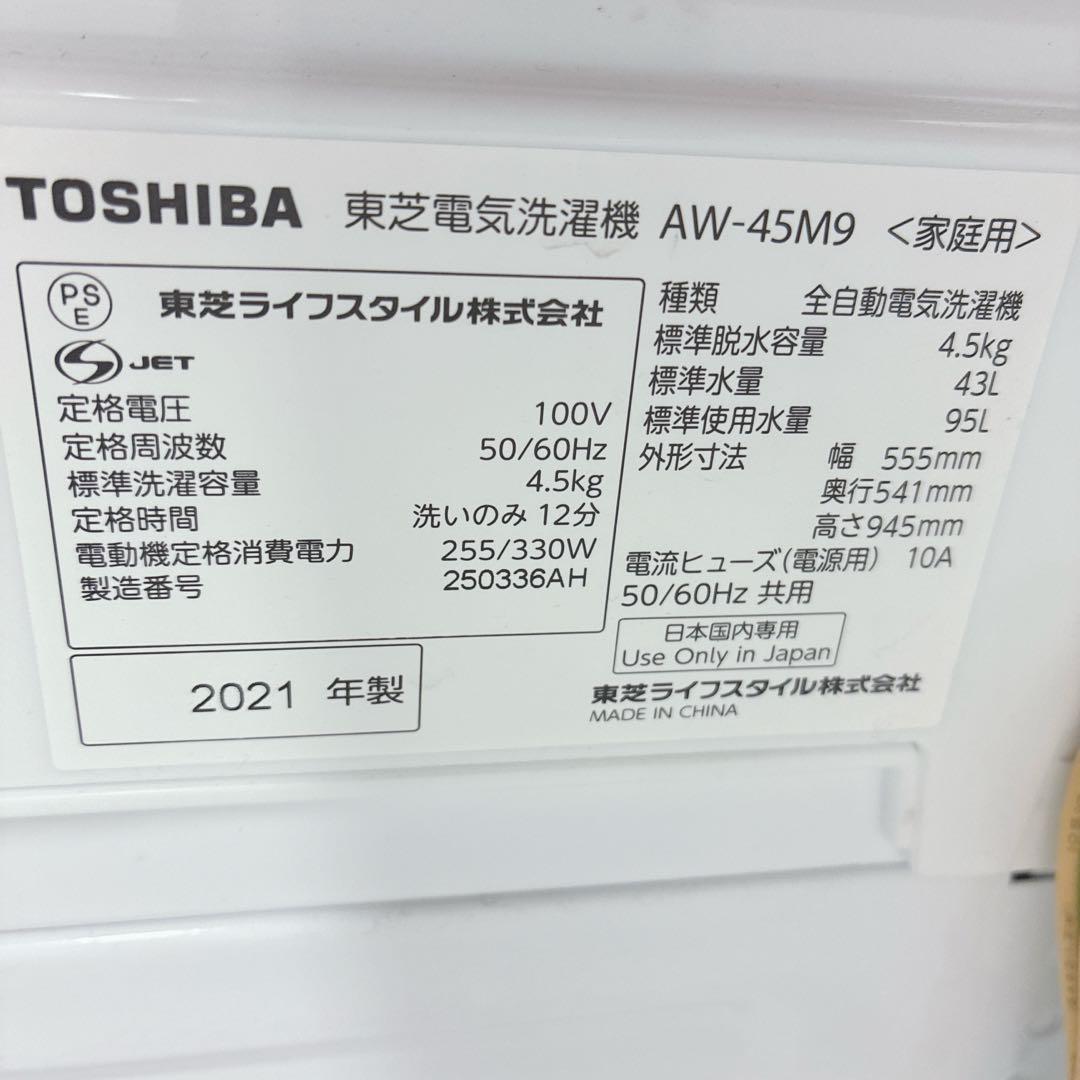 TOSHIBA 東芝電気洗濯機 AW-45M9 <家庭用>
PSE 東芝ライフスタイル株式会社
S JET
定格電圧 100V
定格周波数 50/60Hz
標準洗濯容量 4.5kg
定格時間 洗いのみ 12分
電動機定格消費電力 255/330W
製造番号 250336AH
2021 年製
種類 全自動電気洗濯機
標準脱水容量 4.5kg
標準水量 43L
標準使用水量 95L
外形寸法 幅 555mm
奥行541mm
高さ945mm
電流ヒューズ(電源用) 10A
50/60Hz 共用
日本国内専用
Use Only in Japan
東芝ライフスタイル株式会社
MADE IN CHINA